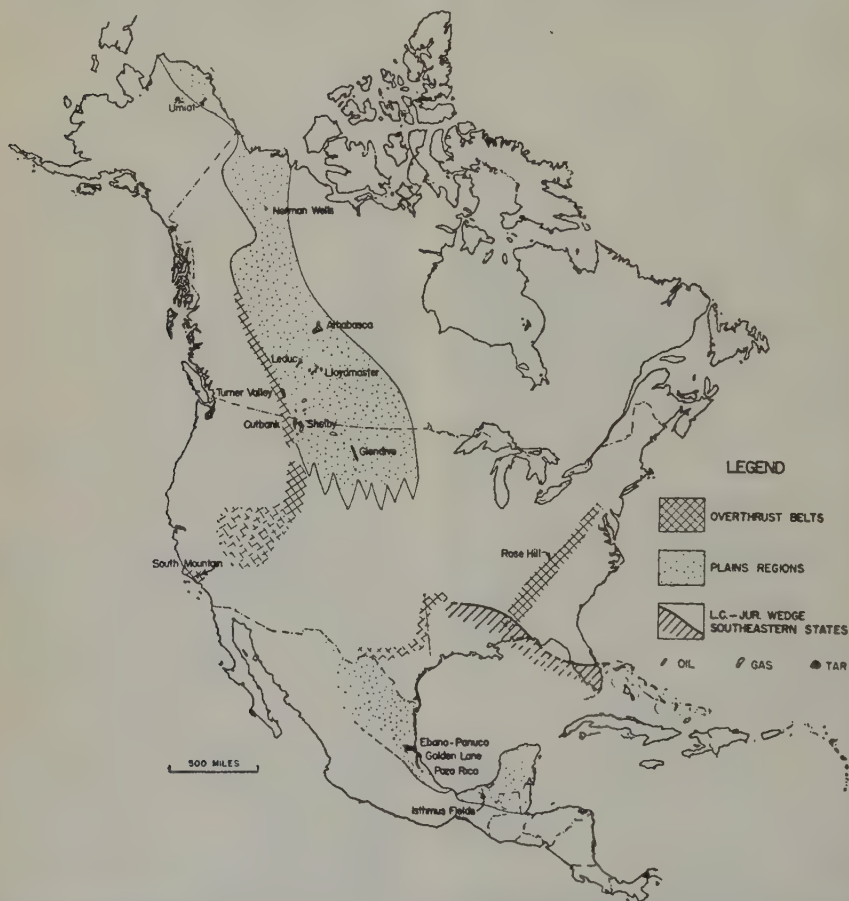 Umiat
Norman Wells
Athabasca
Leduc
Lloydmaster
Turner Valley
Cutbank
Shelby
Glendive
LEGEND
OVERTHRUST BELTS
Rose Hill
South Mountain
PLAINS REGIONS
L.C.-JUR. WEDGE
SOUTHEASTERN STATES
OIL GAS TAR
Ebano-Panuco
Golden Lane
500 MILES
Poza Rica
Isthmus Fields